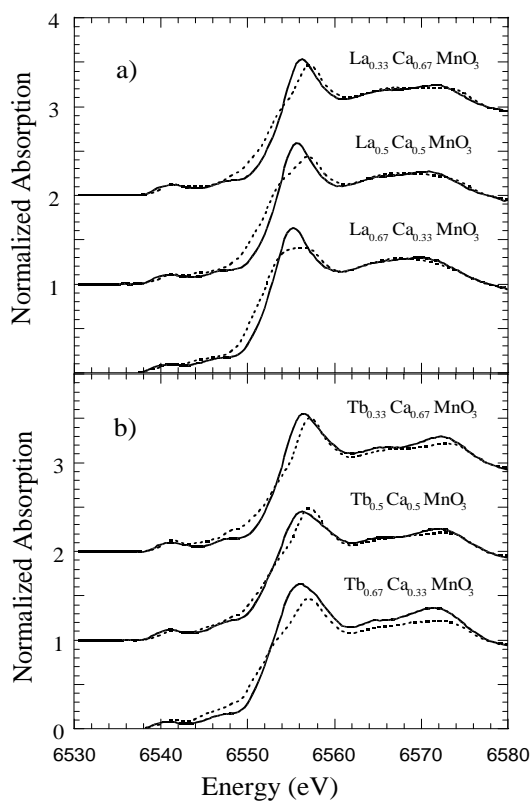 4
a)
La0.33 Ca0.67 MnO3
3
La0.5 Ca0.5 MnO3
2
La0.67 Ca0.33 MnO3
1
Normalized Absorption
b)
Tb0.33 Ca0.67 MnO3
3
Tb0.5 Ca0.5 MnO3
2
Tb0.67 Ca0.33 MnO3
1
0
Normalized Absorption
6530 6540 6550 6560 6570 6580
Energy (eV)